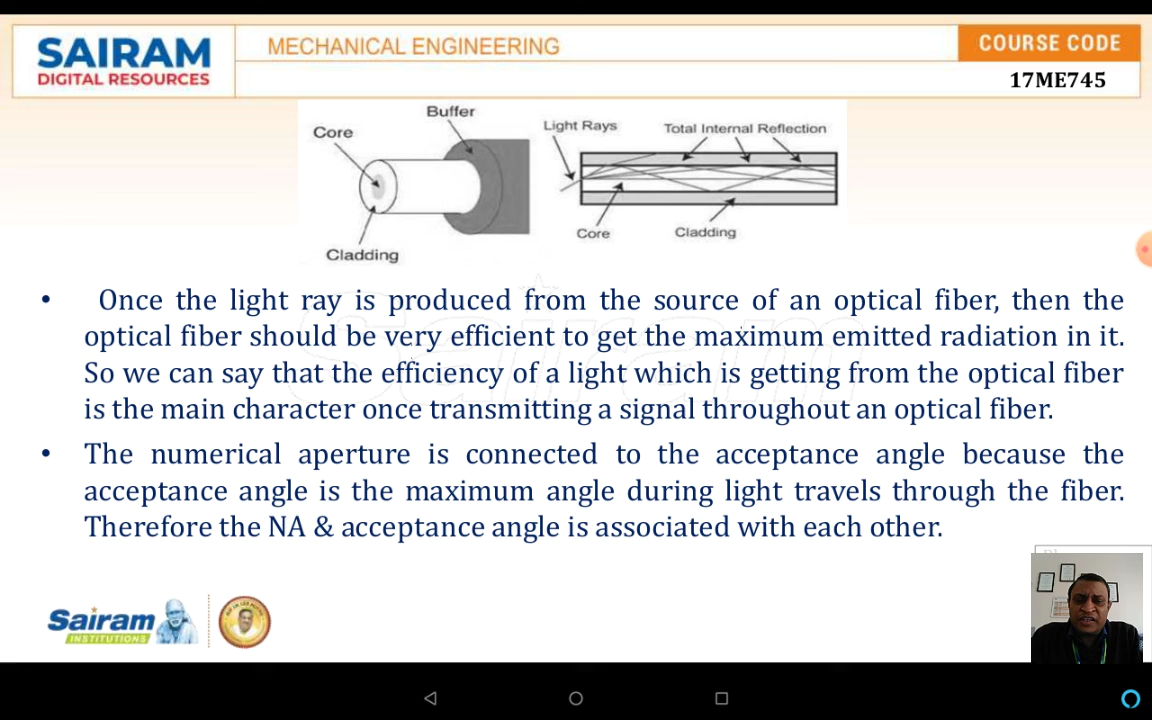 SAIRAM
DIGITAL RESOURCES
MECHANICAL ENGINEERING
COURSE CODE
17ME745
Buffer
Core
Cladding
Light Rays
Total Internal Reflection
Core
Cladding
• Once the light ray is produced from the source of an optical fiber, then the
optical fiber should be very efficient to get the maximum emitted radiation in it.
So we can say that the efficiency of a light which is getting from the optical fiber
is the main character once transmitting a signal throughout an optical fiber.
• The numerical aperture is connected to the acceptance angle because the
acceptance angle is the maximum angle during light travels through the fiber.
Therefore the NA & acceptance angle is associated with each other.
Sairam
Sairam
INSTITUTIONS